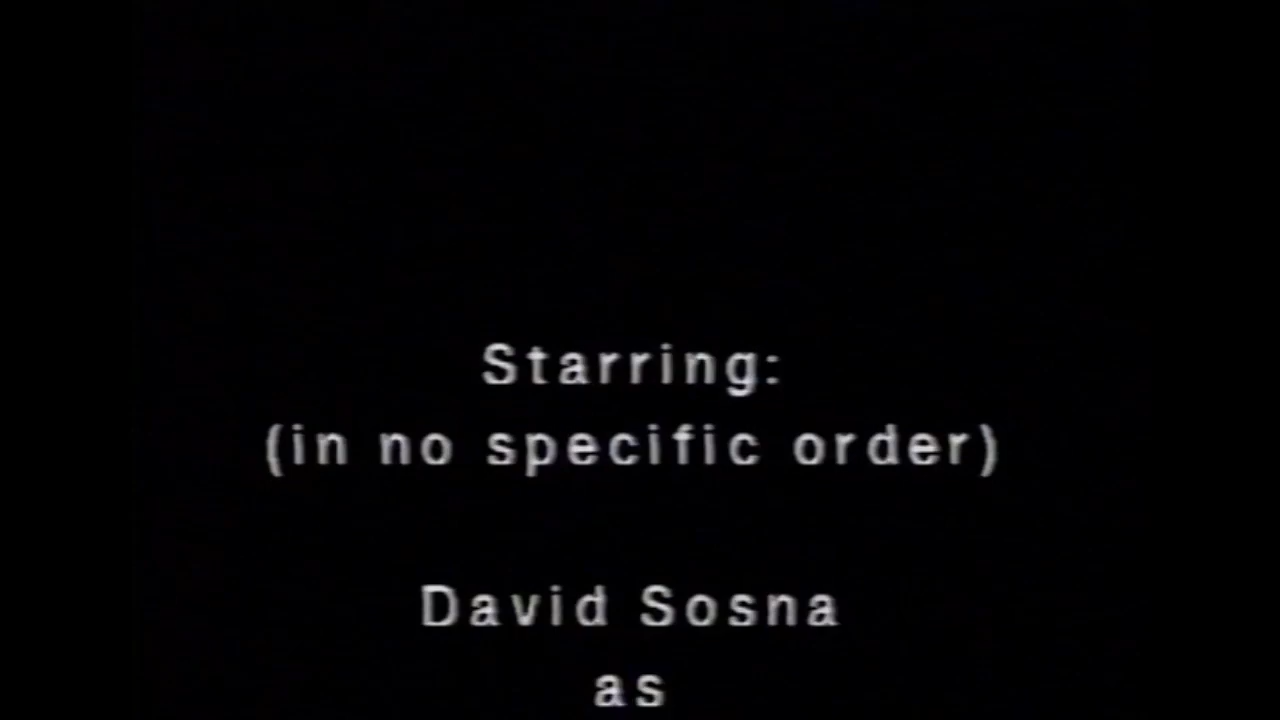 Starring:
(in no specific order)
David Sosna
as